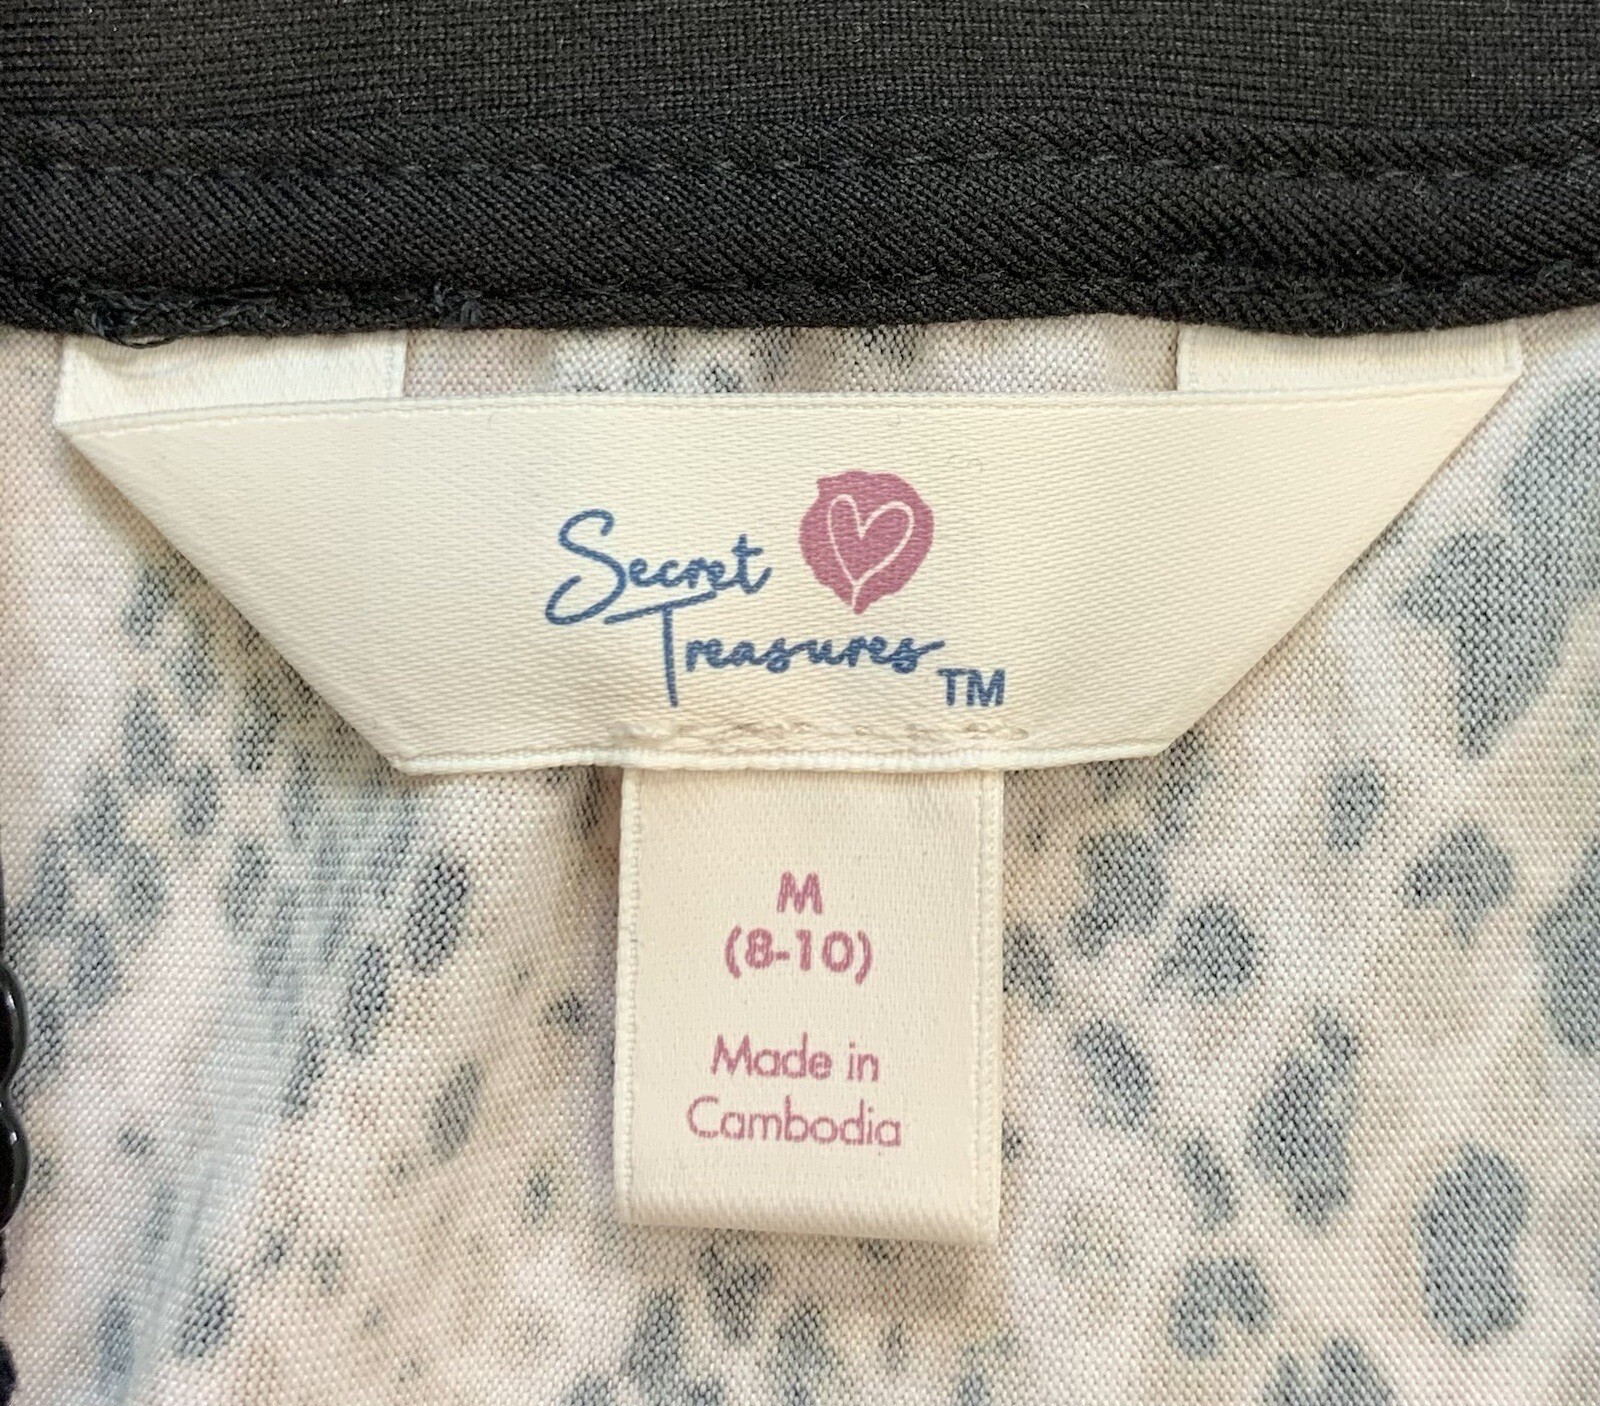 Secret
Treasures TM
M
(8-10)
Made in
Cambodia